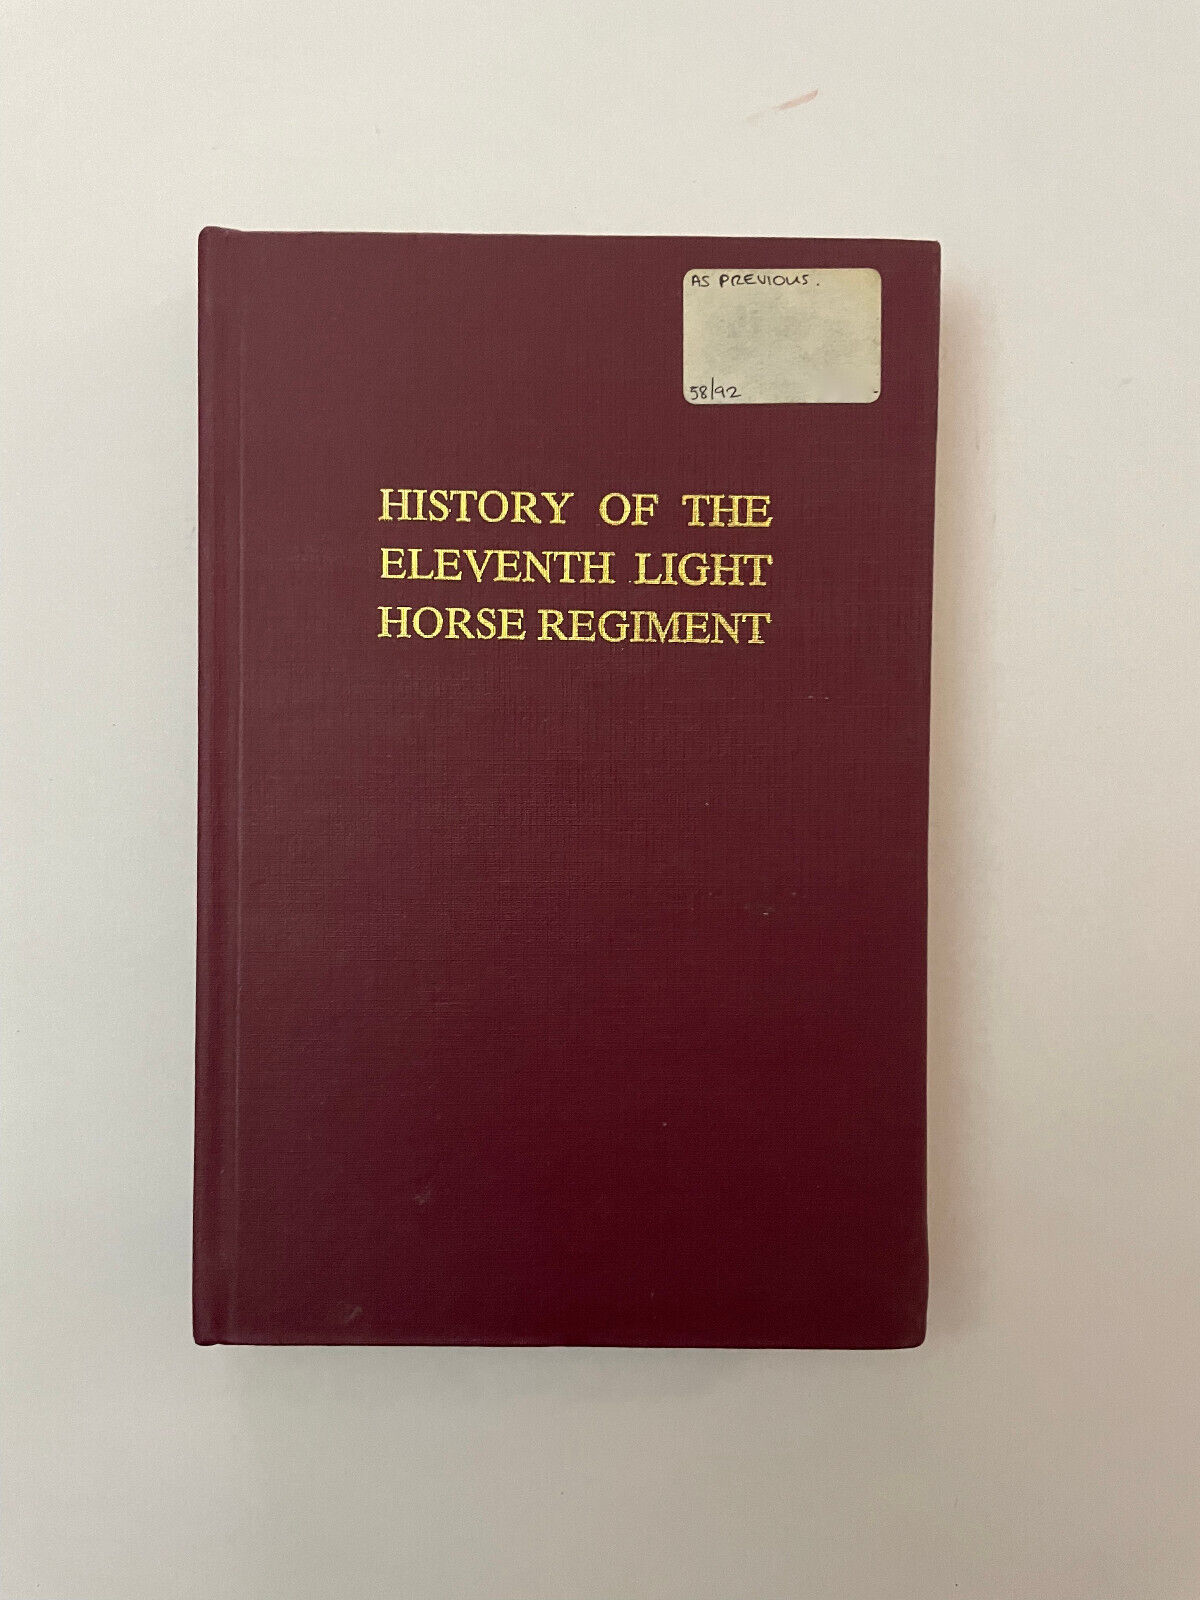 AS PREVIOUS.
58/92
HISTORY OF THE
ELEVENTH LIGHT
HORSE REGIMENT